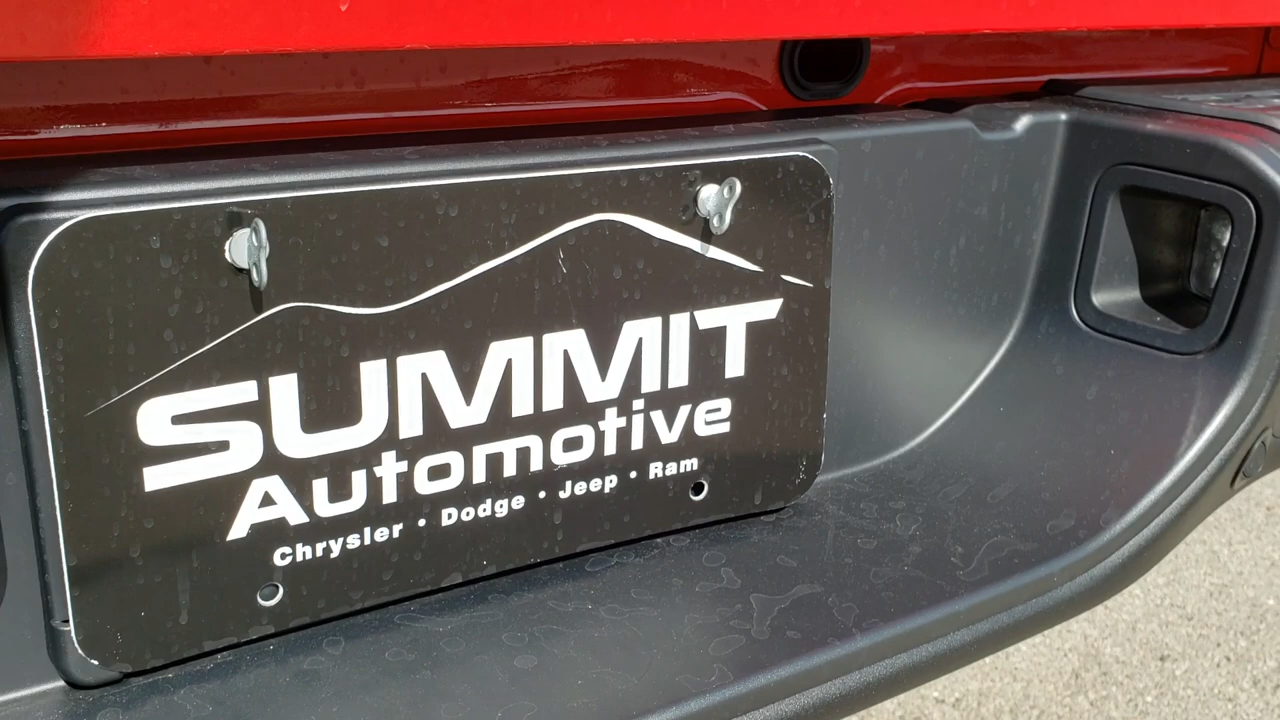 SUMMIT
Automotive
Chrysler • Dodge • Jeep • Ram